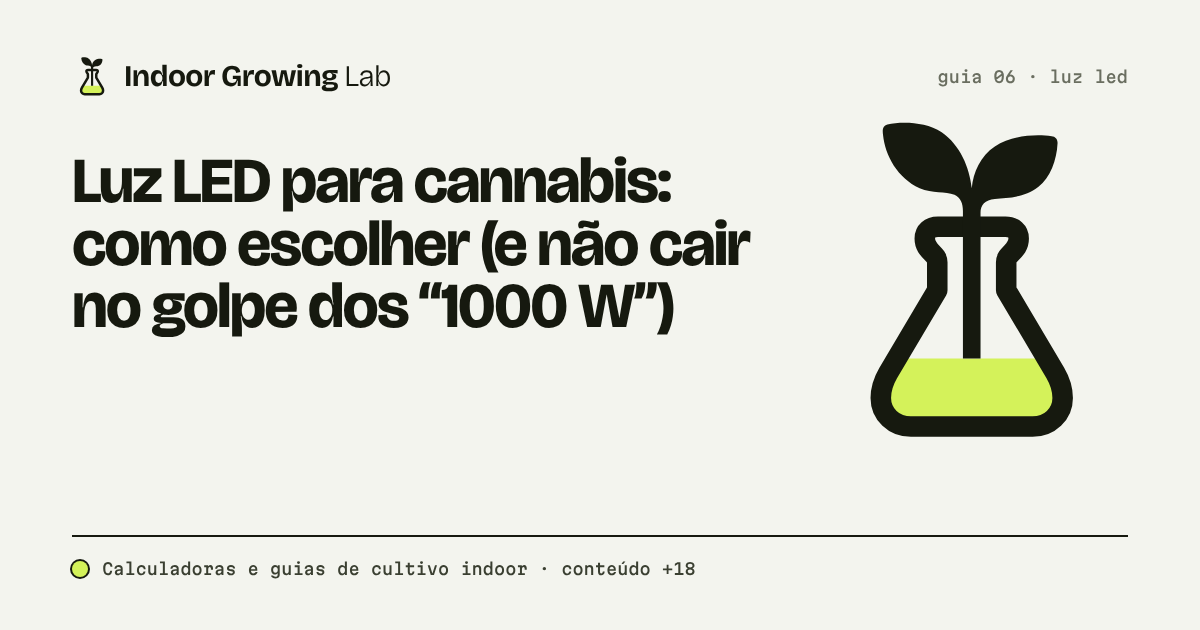 Indoor Growing Lab
guia 06 · luz led
Luz LED para cannabis:
como escolher (e não cair
no golpe dos “1000 W”)
Calculadoras e guias de cultivo indoor · conteúdo +18